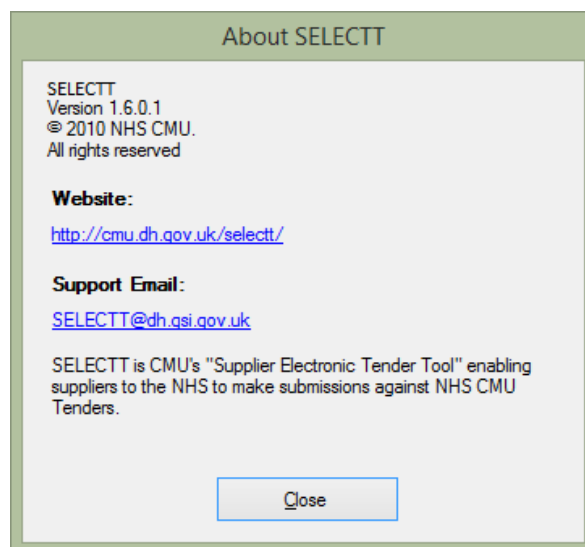 About SELECTT
SELECTT
Version 1.6.0.1
© 2010 NHS CMU.
All rights reserved
Website:
http://cmu.dh.gov.uk/selectt/
Support Email:
SELECTT@dh.gsi.gov.uk
SELECTT is CMU's "Supplier Electronic Tender Tool" enabling
suppliers to the NHS to make submissions against NHS CMU
Tenders.
Close